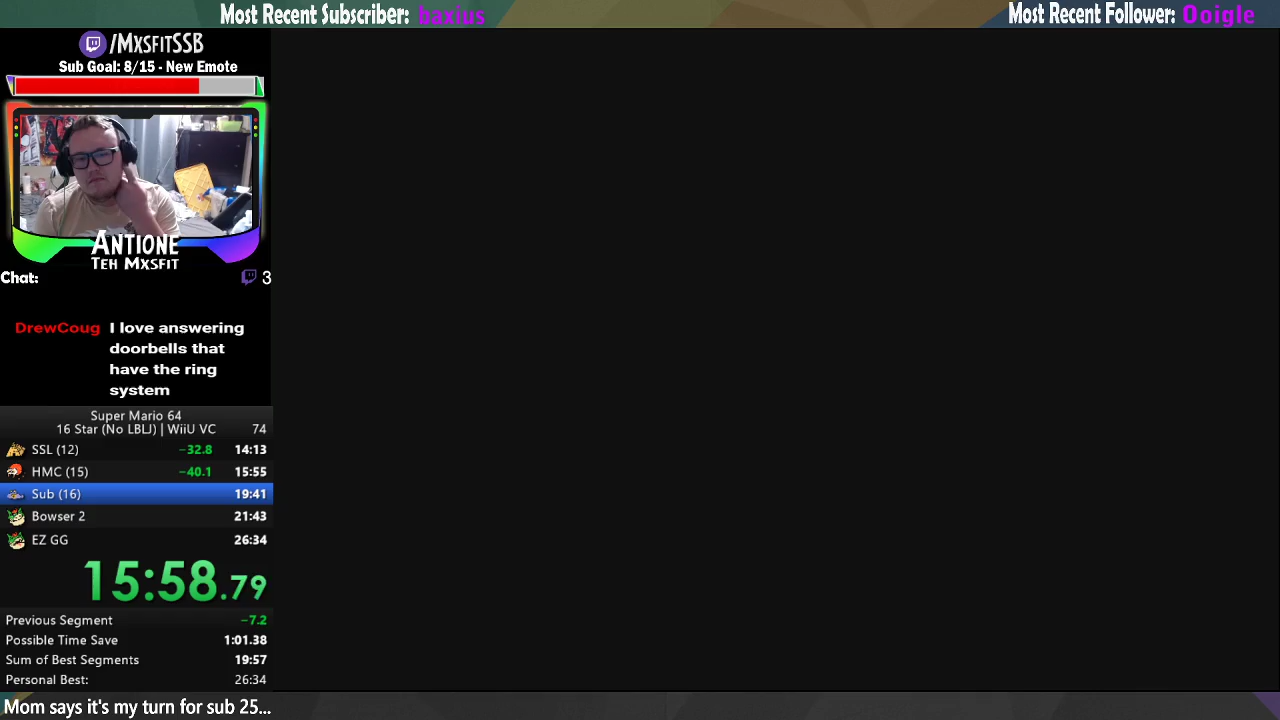 Most Recent Subscriber: baxius
Most Recent Follower: Ooigle
/MxsfitSSB
Sub Goal: 8/15 - New Emote
Antione
Teh Mxsfit
Chat: 3
DrewCoug I love answering
doorbells that
have the ring
system
Super Mario 64
16 Star (No LBLJ) | WiiU VC 74
SSL (12) −32.8 14:13
HMC (15) −40.1 15:55
Sub (16) 19:41
Bowser 2 21:43
EZ GG 26:34
15:58.79
Previous Segment −7.2
Possible Time Save 1:01.38
Sum of Best Segments 19:57
Personal Best: 26:34
Mom says it's my turn for sub 25...